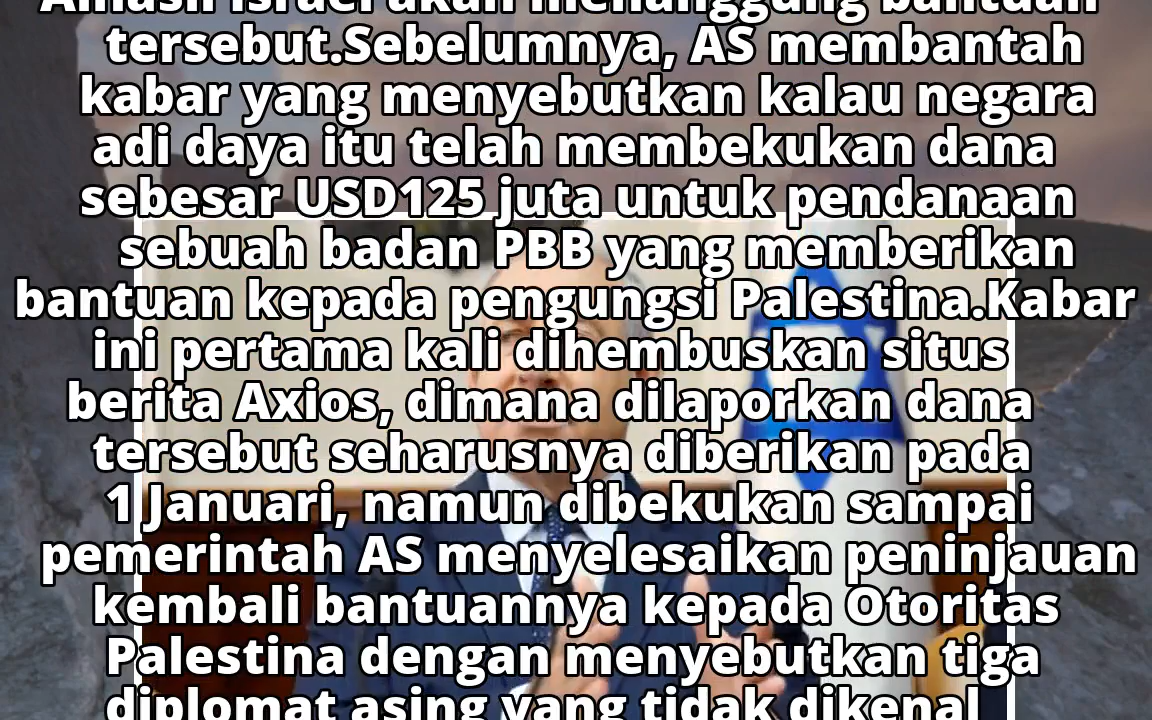 Amasil Israel akan menanggung bantuan
tersebut.Sebelumnya, AS membantah
kabar yang menyebutkan kalau negara
adi daya itu telah membekukan dana
sebesar USD125 juta untuk pendanaan
sebuah badan PBB yang memberikan
bantuan kepada pengungsi Palestina.Kabar
ini pertama kali dihembuskan situs
berita Axios, dimana dilaporkan dana
tersebut seharusnya diberikan pada
1 Januari, namun dibekukan sampai
pemerintah AS menyelesaikan peninjauan
kembali bantuannya kepada Otoritas
Palestina dengan menyebutkan tiga
diplomat asing yang tidak dikenal